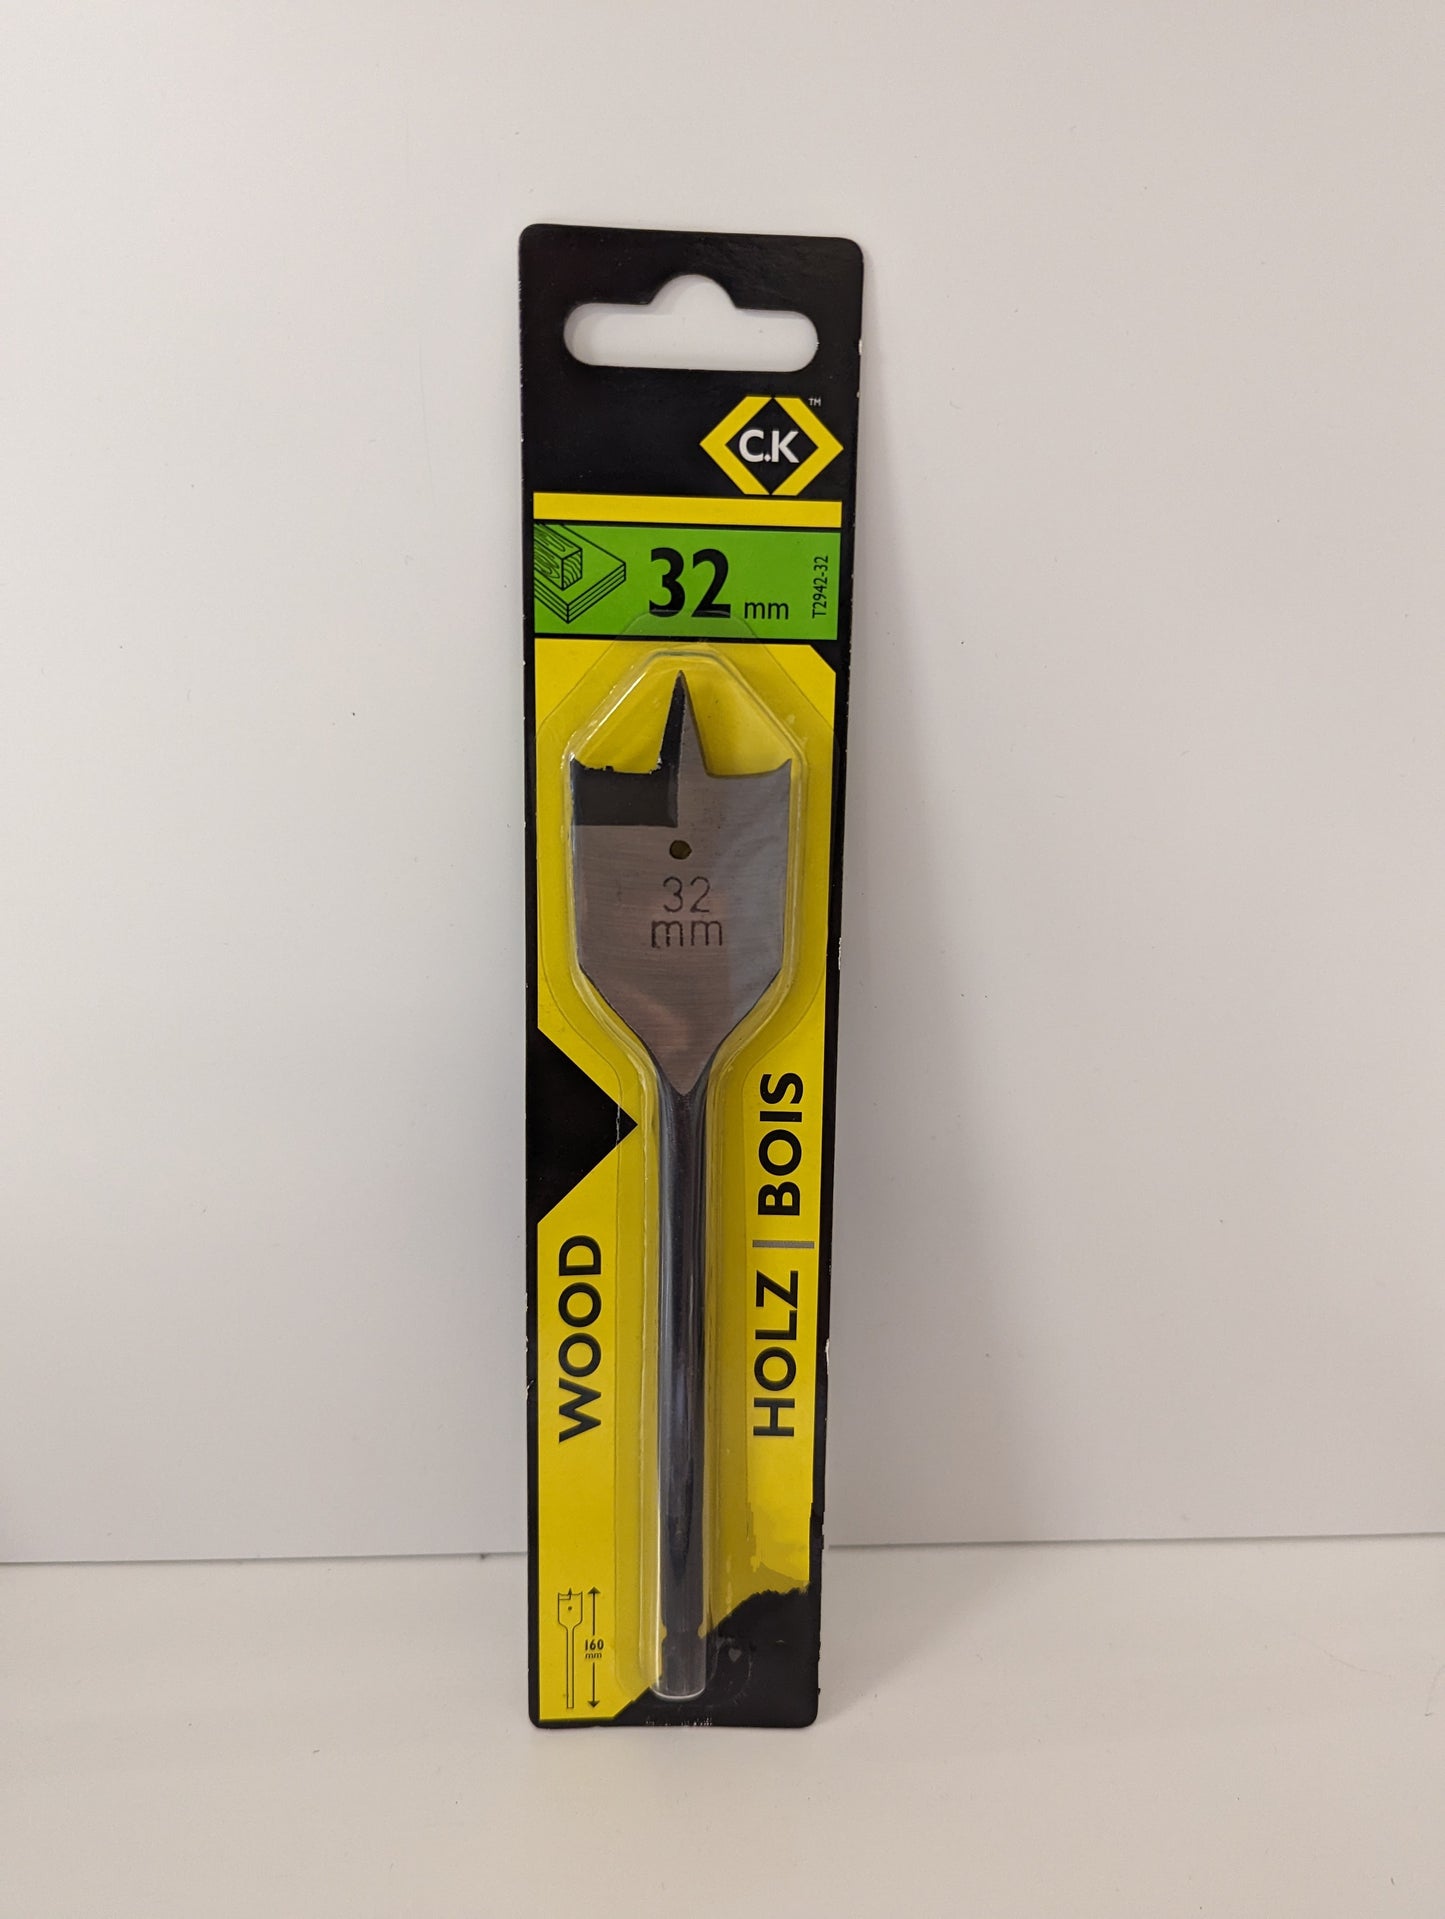 C.K
TM
32 mm
T2942-32
32
mm
WOOD
HOLZ | BOIS
160
mm